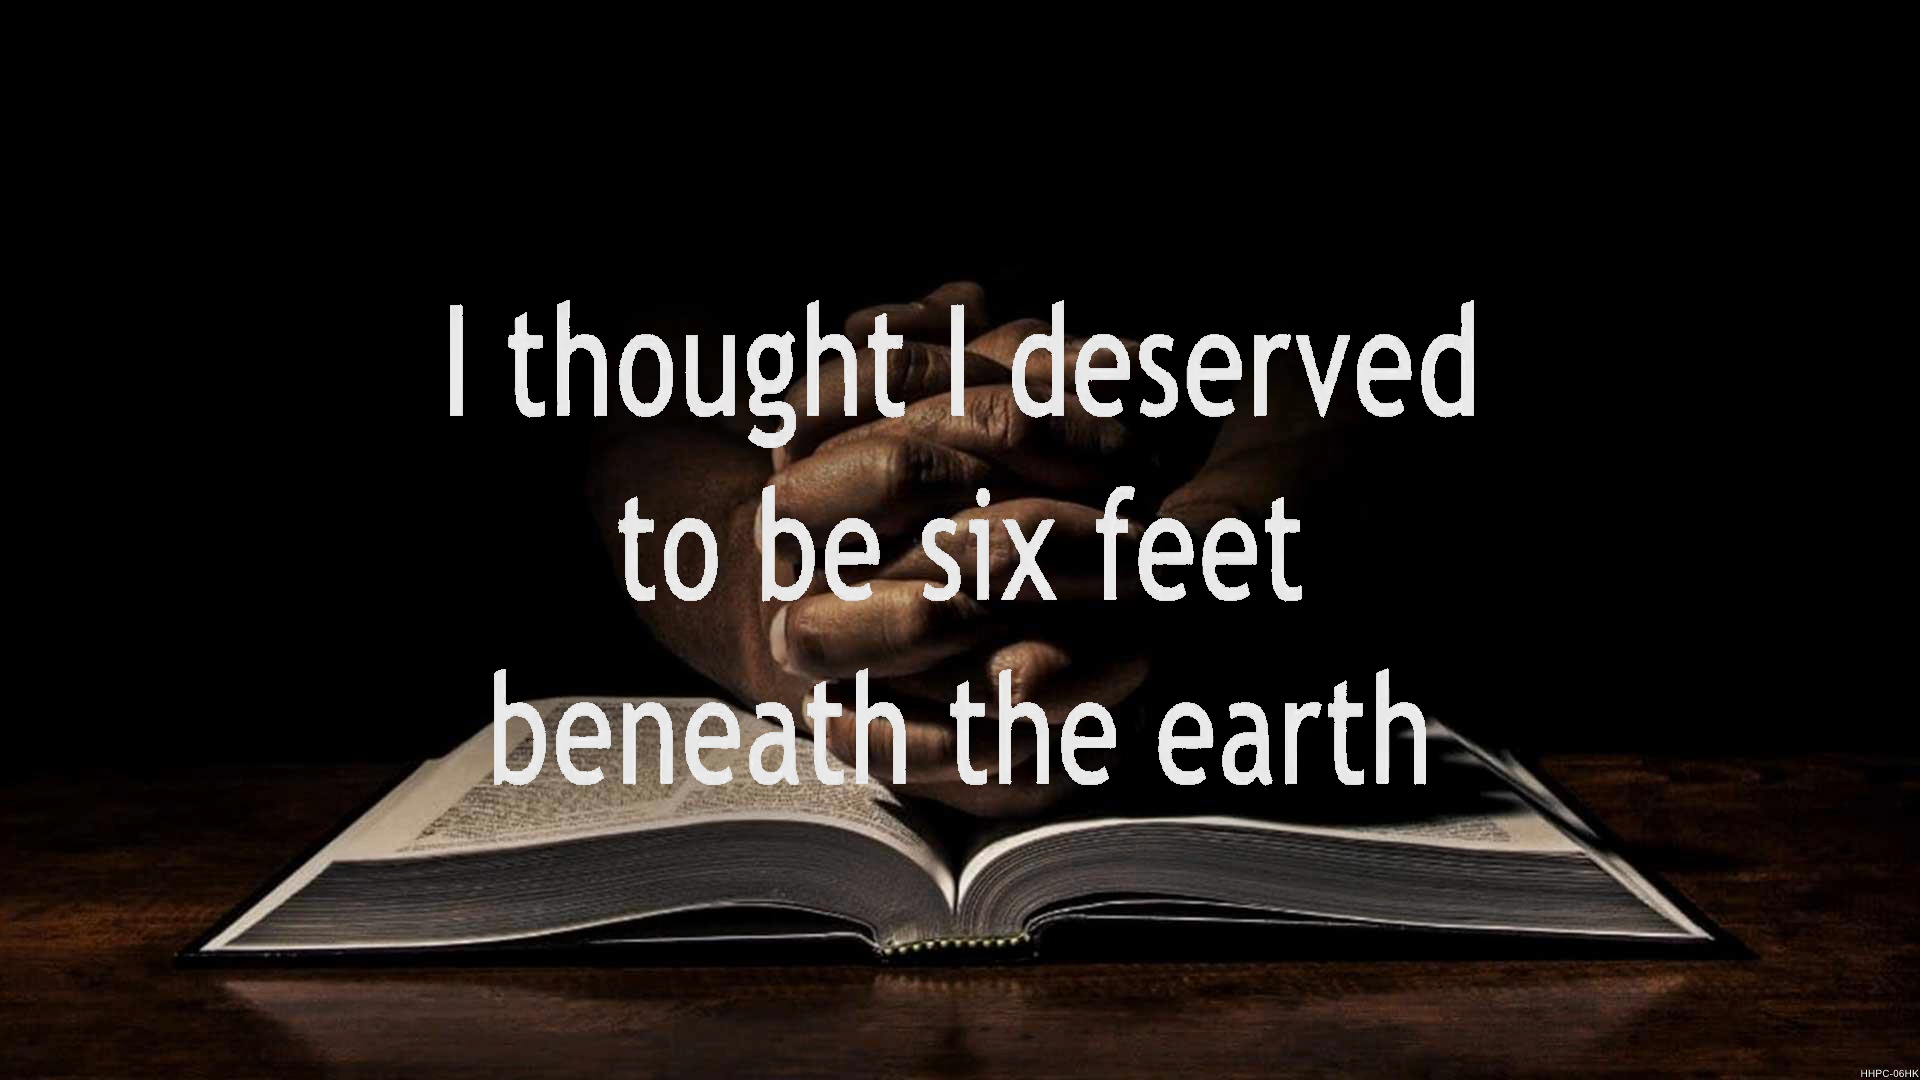 I thought I deserved
to be six feet
beneath the earth
HHPC-06HK